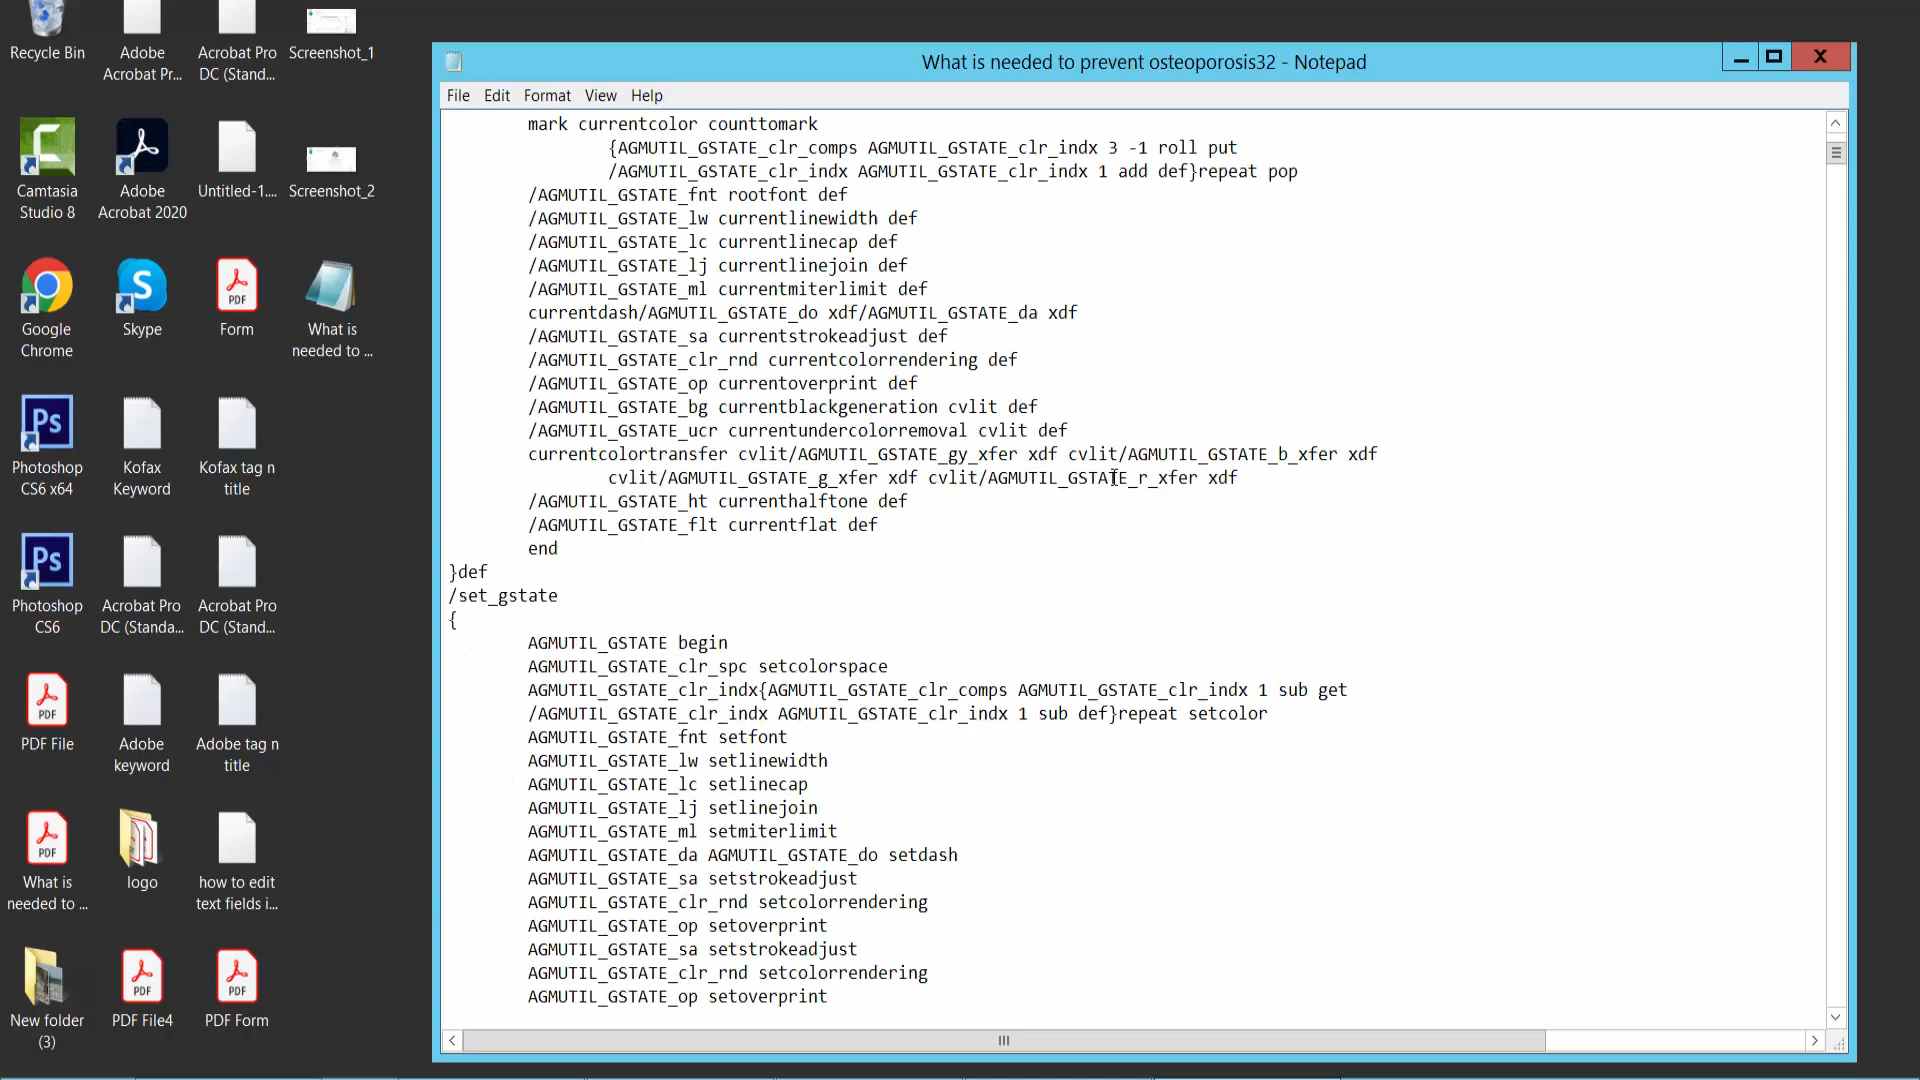 Recycle Bin
Adobe
Acrobat Pr...
Acrobat Pro
DC (Stand...
Screenshot_1
Camtasia
Studio 8
Adobe
Acrobat 2020
Untitled-1....
Screenshot_2
Google
Chrome
Skype
PDF
Form
What is
needed to ...
Ps
Photoshop
CS6 x64
Kofax
Keyword
Kofax tag n
title
Ps
Photoshop
CS6
Acrobat Pro
DC (Standa...
Acrobat Pro
DC (Stand...
PDF
PDF File
Adobe
keyword
Adobe tag n
title
PDF
What is
needed to ...
logo
how to edit
text fields i...
New folder
(3)
PDF
PDF File4
PDF
PDF Form
What is needed to prevent osteoporosis32 - Notepad
File Edit Format View Help
mark currentcolor counttomark
{AGMUTIL_GSTATE_clr_comps AGMUTIL_GSTATE_clr_indx 3 -1 roll put
/AGMUTIL_GSTATE_clr_indx AGMUTIL_GSTATE_clr_indx 1 add def}repeat pop
/AGMUTIL_GSTATE_fnt rootfont def
/AGMUTIL_GSTATE_lw currentlinewidth def
/AGMUTIL_GSTATE_lc currentlinecap def
/AGMUTIL_GSTATE_lj currentlinejoin def
/AGMUTIL_GSTATE_ml currentmiterlimit def
currentdash/AGMUTIL_GSTATE_do xdf/AGMUTIL_GSTATE_da xdf
/AGMUTIL_GSTATE_sa currentstrokeadjust def
/AGMUTIL_GSTATE_clr_rnd currentcolorrendering def
/AGMUTIL_GSTATE_op currentoverprint def
/AGMUTIL_GSTATE_bg currentblackgeneration cvlit def
/AGMUTIL_GSTATE_ucr currentundercolorremoval cvlit def
currentcolortransfer cvlit/AGMUTIL_GSTATE_gy_xfer xdf cvlit/AGMUTIL_GSTATE_b_xfer xdf
cvlit/AGMUTIL_GSTATE_g_xfer xdf cvlit/AGMUTIL_GSTATE_r_xfer xdf
/AGMUTIL_GSTATE_ht currenthalftone def
/AGMUTIL_GSTATE_flt currentflat def
end
}def
/set_gstate
{
AGMUTIL_GSTATE begin
AGMUTIL_GSTATE_clr_spc setcolorspace
AGMUTIL_GSTATE_clr_indx{AGMUTIL_GSTATE_clr_comps AGMUTIL_GSTATE_clr_indx 1 sub get
/AGMUTIL_GSTATE_clr_indx AGMUTIL_GSTATE_clr_indx 1 sub def}repeat setcolor
AGMUTIL_GSTATE_fnt setfont
AGMUTIL_GSTATE_lw setlinewidth
AGMUTIL_GSTATE_lc setlinecap
AGMUTIL_GSTATE_lj setlinejoin
AGMUTIL_GSTATE_ml setmiterlimit
AGMUTIL_GSTATE_da AGMUTIL_GSTATE_do setdash
AGMUTIL_GSTATE_sa setstrokeadjust
AGMUTIL_GSTATE_clr_rnd setcolorrendering
AGMUTIL_GSTATE_op setoverprint
AGMUTIL_GSTATE_sa setstrokeadjust
AGMUTIL_GSTATE_clr_rnd setcolorrendering
AGMUTIL_GSTATE_op setoverprint